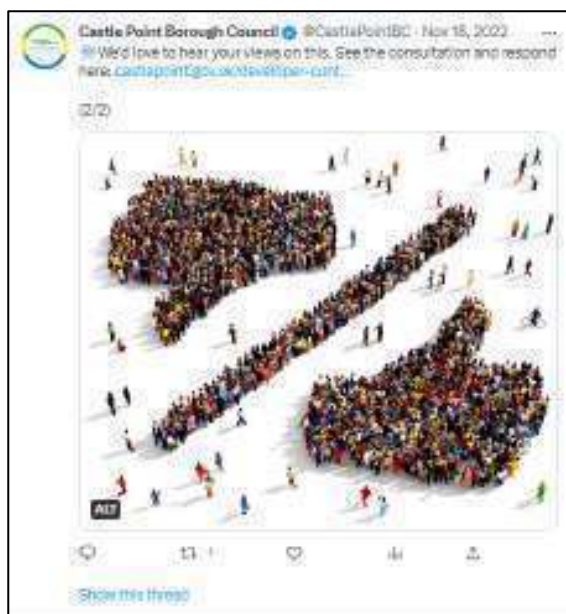 Castle Point Borough Council @CastlePointBC · Nov 18, 2022 ...
We'd love to hear your views on this. See the consultation and respond
here: castlepoint.gov.uk/developer-cont...
(2/2)
ALT
1
Show this thread